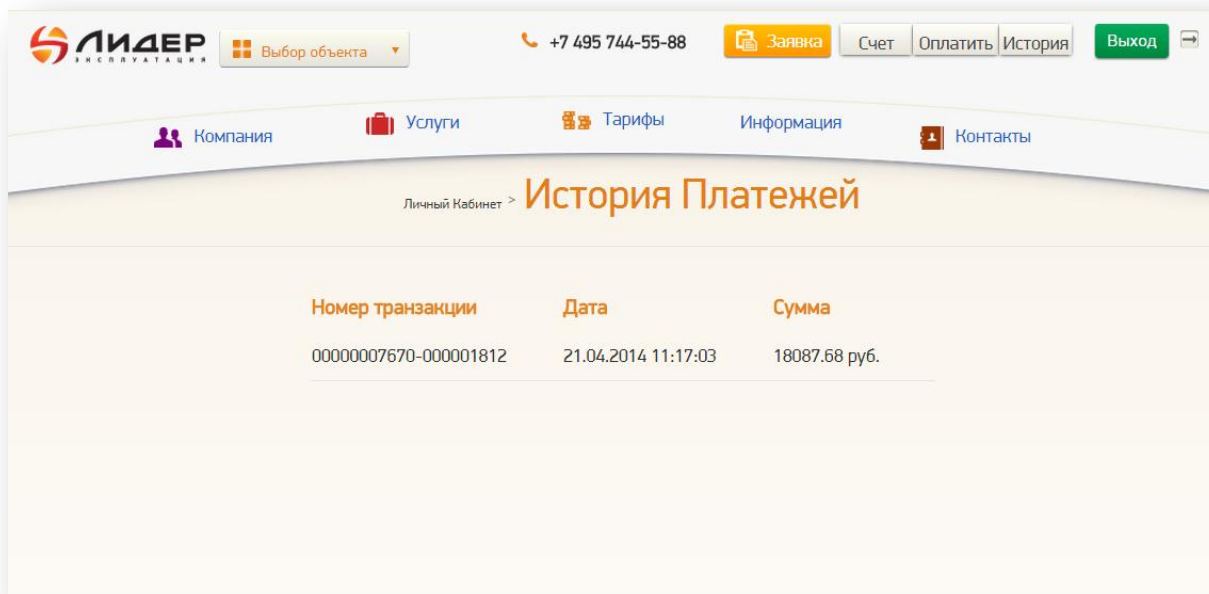 ЛИДЕР
ЭКСПЛУАТАЦИЯ
Выбор объекта
+7 495 744-55-88
Заявка
Счет
Оплатить
История
Выход
Компания
Услуги
Тарифы
Информация
Контакты
Личный Кабинет > История Платежей
Номер транзакции Дата Сумма
00000007670-000001812 21.04.2014 11:17:03 18087.68 руб.